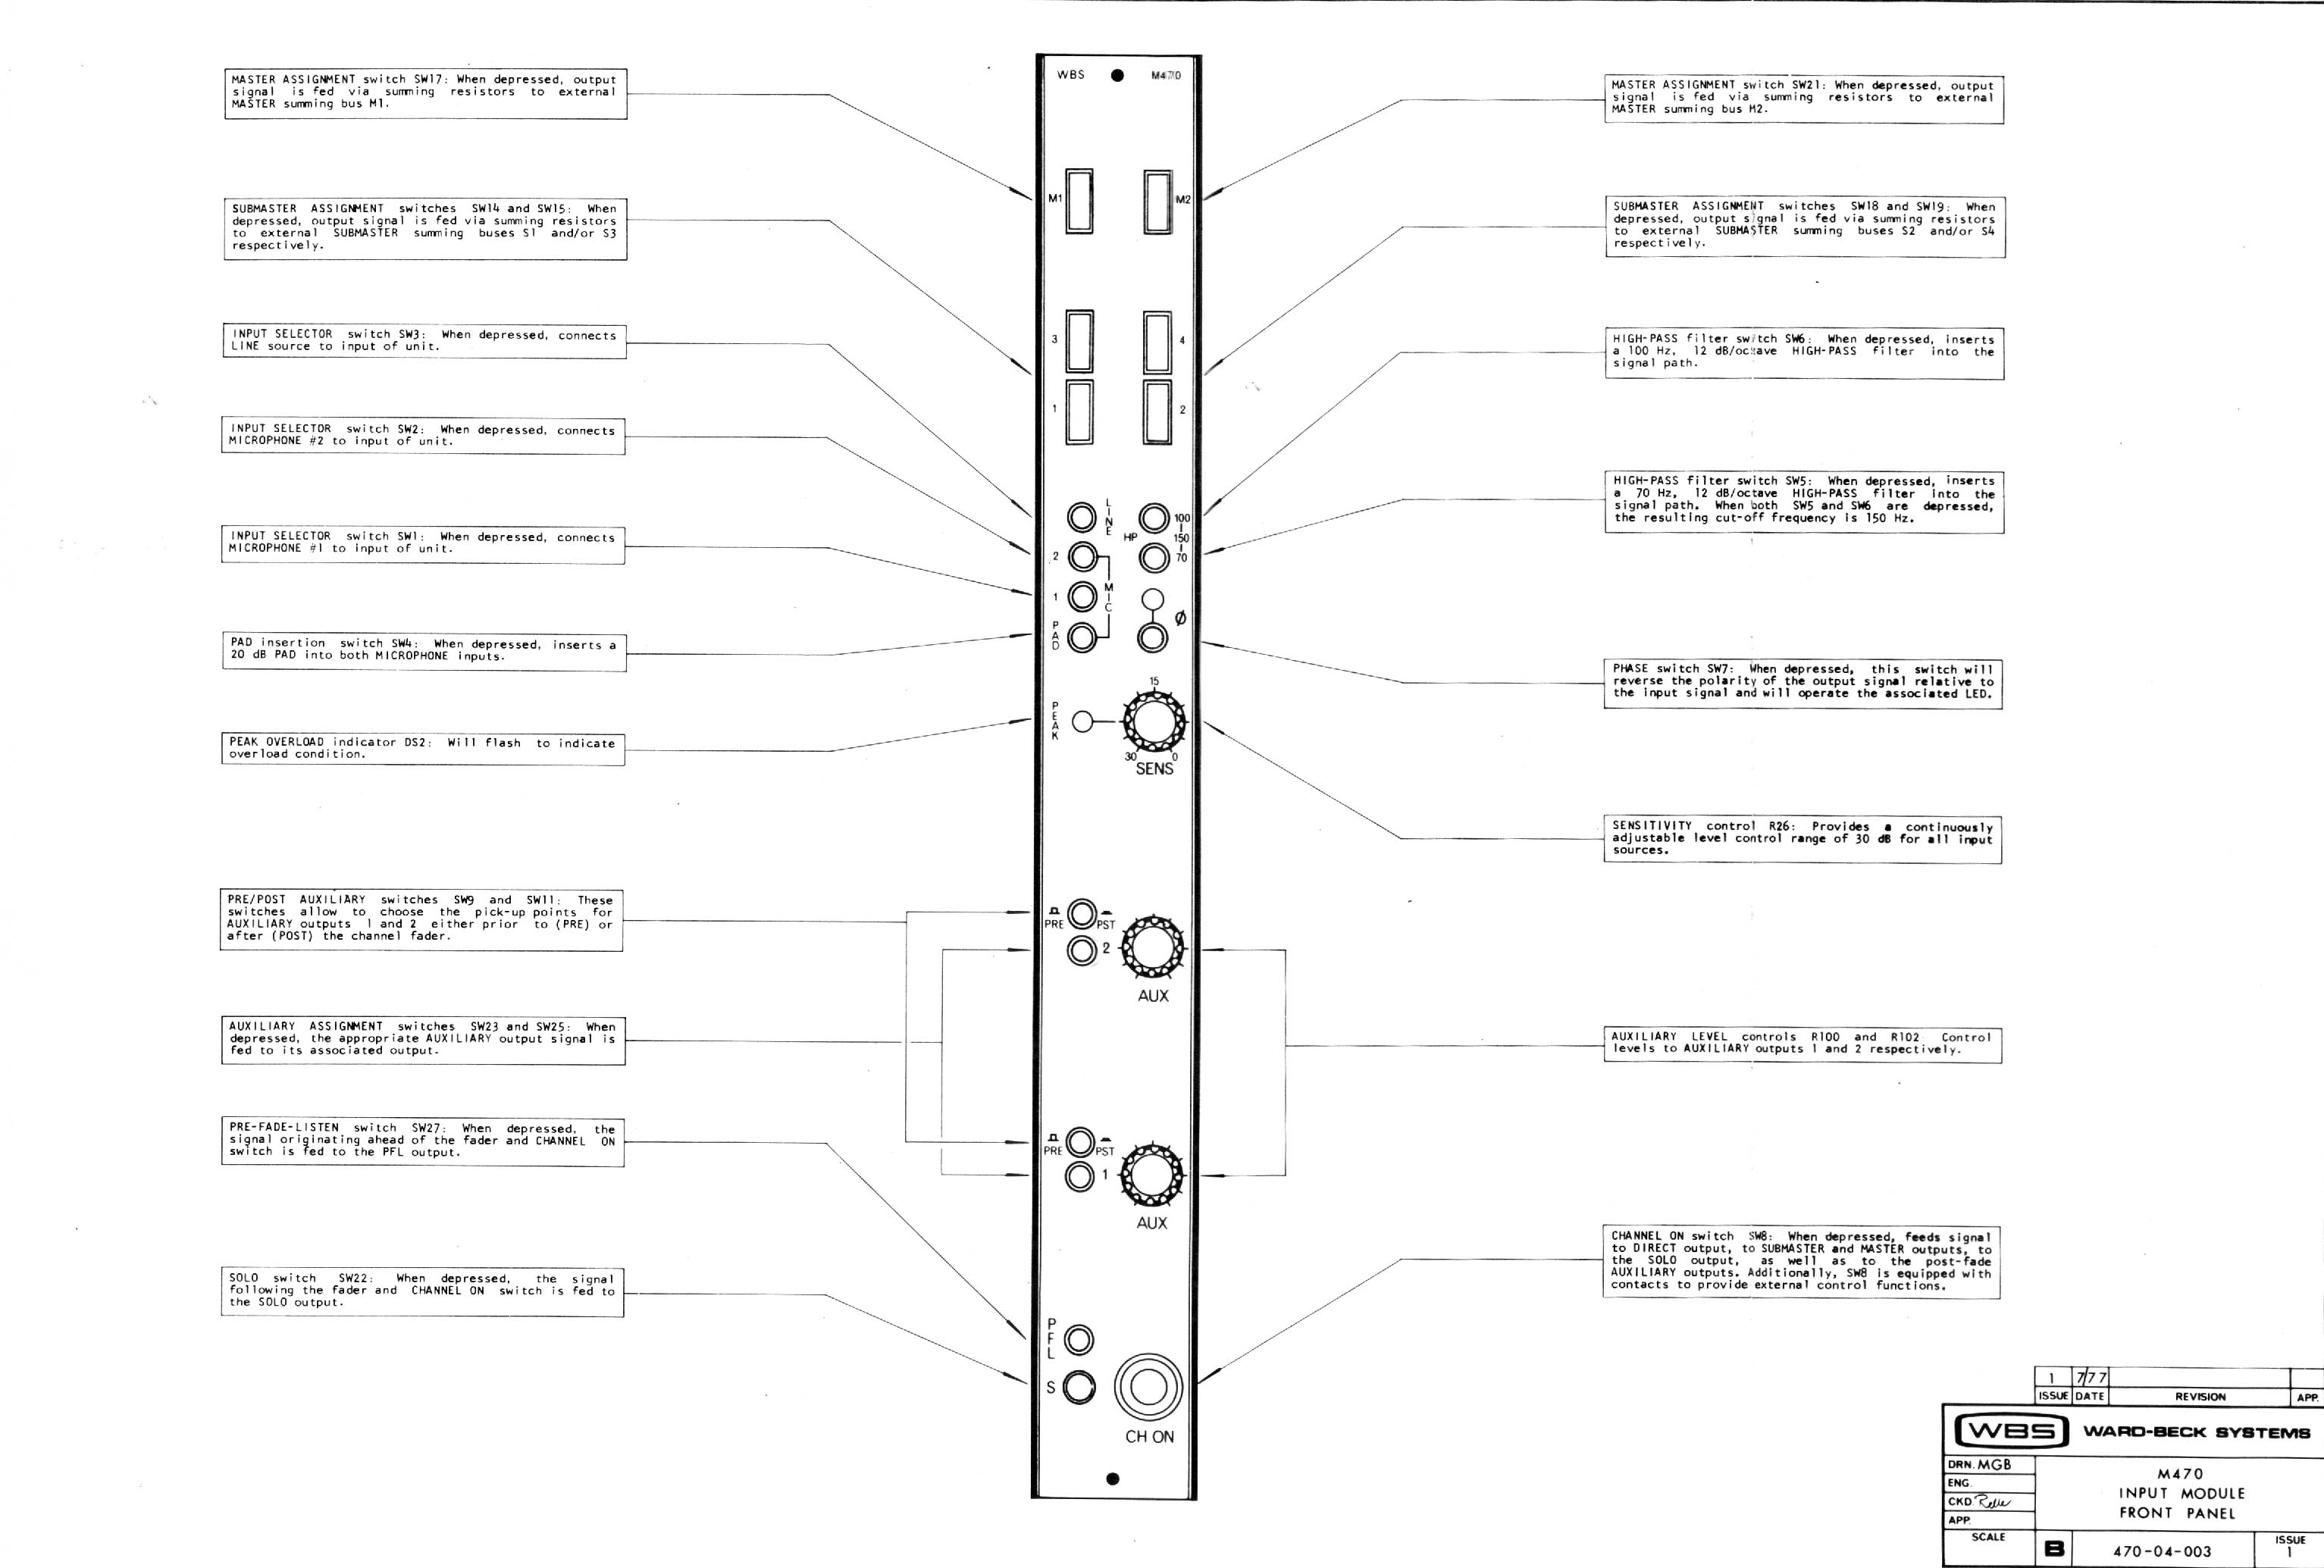 MASTER ASSIGNMENT switch SW17: When depressed, output
signal is fed via summing resistors to external
MASTER summing bus M1.
SUBMASTER ASSIGNMENT switches SW14 and SW15: When
depressed, output signal is fed via summing resistors
to external SUBMASTER summing buses S1 and/or S3
respectively.
INPUT SELECTOR switch SW3: When depressed, connects
LINE source to input of unit.
INPUT SELECTOR switch SW2: When depressed, connects
MICROPHONE #2 to input of unit.
INPUT SELECTOR switch SW1: When depressed, connects
MICROPHONE #1 to input of unit.
PAD insertion switch SW4: When depressed, inserts a
20 dB PAD into both MICROPHONE inputs.
PEAK OVERLOAD indicator DS2: Will flash to indicate
overload condition.
PRE/POST AUXILIARY switches SW9 and SW11: These
switches allow to choose the pick-up points for
AUXILIARY outputs 1 and 2 either prior to (PRE) or
after (POST) the channel fader.
AUXILIARY ASSIGNMENT switches SW23 and SW25: When
depressed, the appropriate AUXILIARY output signal is
fed to its associated output.
PRE-FADE-LISTEN switch SW27: When depressed, the
signal originating ahead of the fader and CHANNEL ON
switch is fed to the PFL output.
SOLO switch SW22: When depressed, the signal
following the fader and CHANNEL ON switch is fed to
the SOLO output.
WBS M470
M1 M2
3 4
1 2
LINE
HP
100
150
70
2
1
MIC
PAD
Ø
PEAK
15
30 0
SENS
PRE PST
2
AUX
PRE PST
1
AUX
PFL
S
CH ON
MASTER ASSIGNMENT switch SW21: When depressed, output
signal is fed via summing resistors to external
MASTER summing bus M2.
SUBMASTER ASSIGNMENT switches SW18 and SW19: When
depressed, output signal is fed via summing resistors
to external SUBMASTER summing buses S2 and/or S4
respectively.
HIGH-PASS filter switch SW6: When depressed, inserts
a 100 Hz, 12 dB/octave HIGH-PASS filter into the
signal path.
HIGH-PASS filter switch SW5: When depressed, inserts
a 70 Hz, 12 dB/octave HIGH-PASS filter into the
signal path. When both SW5 and SW6 are depressed,
the resulting cut-off frequency is 150 Hz.
PHASE switch SW7: When depressed, this switch will
reverse the polarity of the output signal relative to
the input signal and will operate the associated LED.
SENSITIVITY control R26: Provides a continuously
adjustable level control range of 30 dB for all input
sources.
AUXILIARY LEVEL controls R100 and R102 Control
levels to AUXILIARY outputs 1 and 2 respectively.
CHANNEL ON switch SW8: When depressed, feeds signal
to DIRECT output, to SUBMASTER and MASTER outputs, to
the SOLO output, as well as to the post-fade
AUXILIARY outputs. Additionally, SW8 is equipped with
contacts to provide external control functions.
1 7/77
ISSUE DATE REVISION APP.
WBS WARD-BECK SYSTEMS
DRN. MGB
ENG.
CKD.
APP.
M470
INPUT MODULE
FRONT PANEL
SCALE
B 470-04-003 ISSUE 1